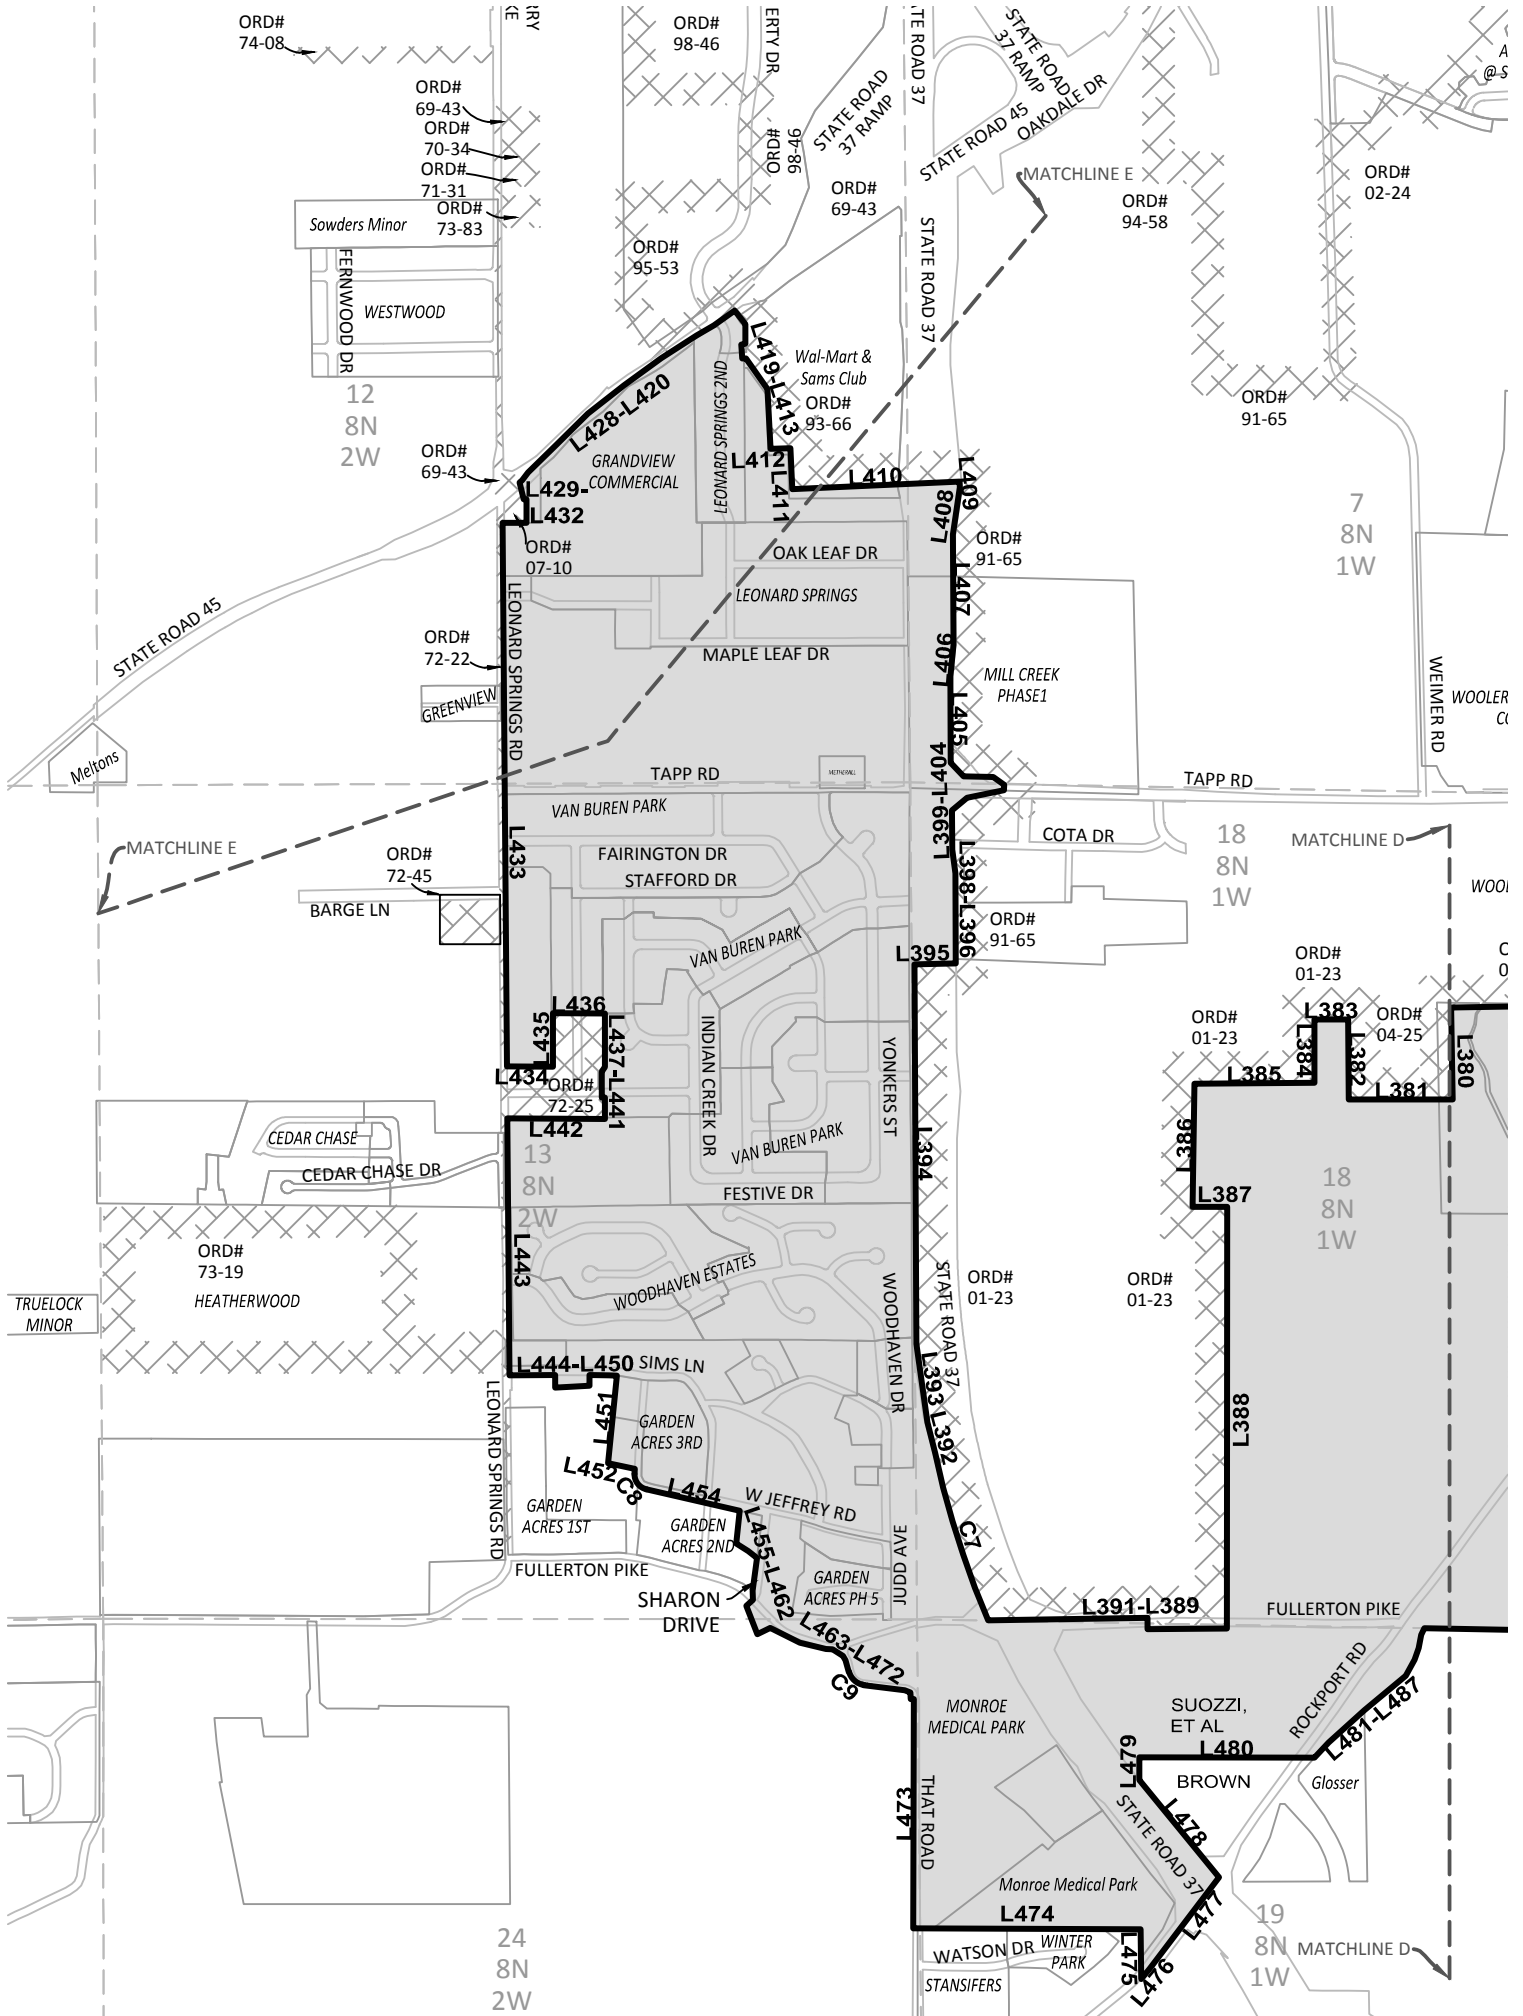 ORD#
74-08
KE
RY
ORD#
98-46
ERTY DR
STATE ROAD
37 RAMP
TE ROAD 37
STATE ROAD
37 RAMP
STATE ROAD 45
OAKDALE DR
A
@ S
ORD#
69-43
ORD#
70-34
ORD#
71-31
ORD#
73-83
ORD#
98-46
ORD#
69-43
MATCHLINE E
ORD#
94-58
ORD#
02-24
Sowders Minor
FERNWOOD DR
WESTWOOD
ORD#
95-53
STATE ROAD 37
12
8N
2W
L419-L413
Wal-Mart &
Sams Club
ORD#
93-66
ORD#
91-65
L428-L420
LEONARD SPRINGS 2ND
ORD#
69-43
GRANDVIEW
COMMERCIAL
L412
L411
L410
L409
L408
L429-
L432
ORD#
07-10
7
8N
1W
OAK LEAF DR
ORD#
91-65
L407
LEONARD SPRINGS
STATE ROAD 45
ORD#
72-22
LEONARD SPRINGS RD
MAPLE LEAF DR
L406
MILL CREEK
PHASE1
GREENVIEW
L405
WEIMER RD
WOOLER
CO
Meltons
TAPP RD
TAPP RD
VAN BUREN PARK
L399-L404
MATCHLINE E
L433
FAIRINGTON DR
STAFFORD DR
COTA DR
18
8N
1W
MATCHLINE D
ORD#
72-45
BARGE LN
L398-L396
WOOL
VAN BUREN PARK
L395
ORD#
91-65
ORD#
01-23
O
0
L436
L435
L434
L437-L441
INDIAN CREEK DR
YONKERS ST
ORD#
01-23
L383
L384
ORD#
04-25
L382
L380
L385
L381
ORD#
72-25
L442
CEDAR CHASE
CEDAR CHASE DR
13
8N
2W
VAN BUREN PARK
L394
L386
18
8N
1W
FESTIVE DR
L387
ORD#
73-19
HEATHERWOOD
L443
WOODHAVEN ESTATES
WOODHAVEN DR
STATE ROAD 37
ORD#
01-23
ORD#
01-23
TRUELOCK
MINOR
L444-L450
SIMS LN
L393
L388
LEONARD SPRINGS RD
L451
GARDEN
ACRES 3RD
L392
L452
C8
L454
W JEFFREY RD
GARDEN
ACRES 1ST
GARDEN
ACRES 2ND
L455-L462
C7
JUDD AVE
FULLERTON PIKE
GARDEN
ACRES PH 5
SHARON
DRIVE
L391-L389
FULLERTON PIKE
L463-L472
C9
MONROE
MEDICAL PARK
SUOZZI,
ET AL
ROCKPORT RD
L481-L487
L479
L480
BROWN
Glosser
L473
THAT ROAD
STATE ROAD 37
L478
Monroe Medical Park
L477
L474
24
8N
2W
WATSON DR
WINTER
PARK
STANSIFERS
L475
L476
19
8N
1W
MATCHLINE D